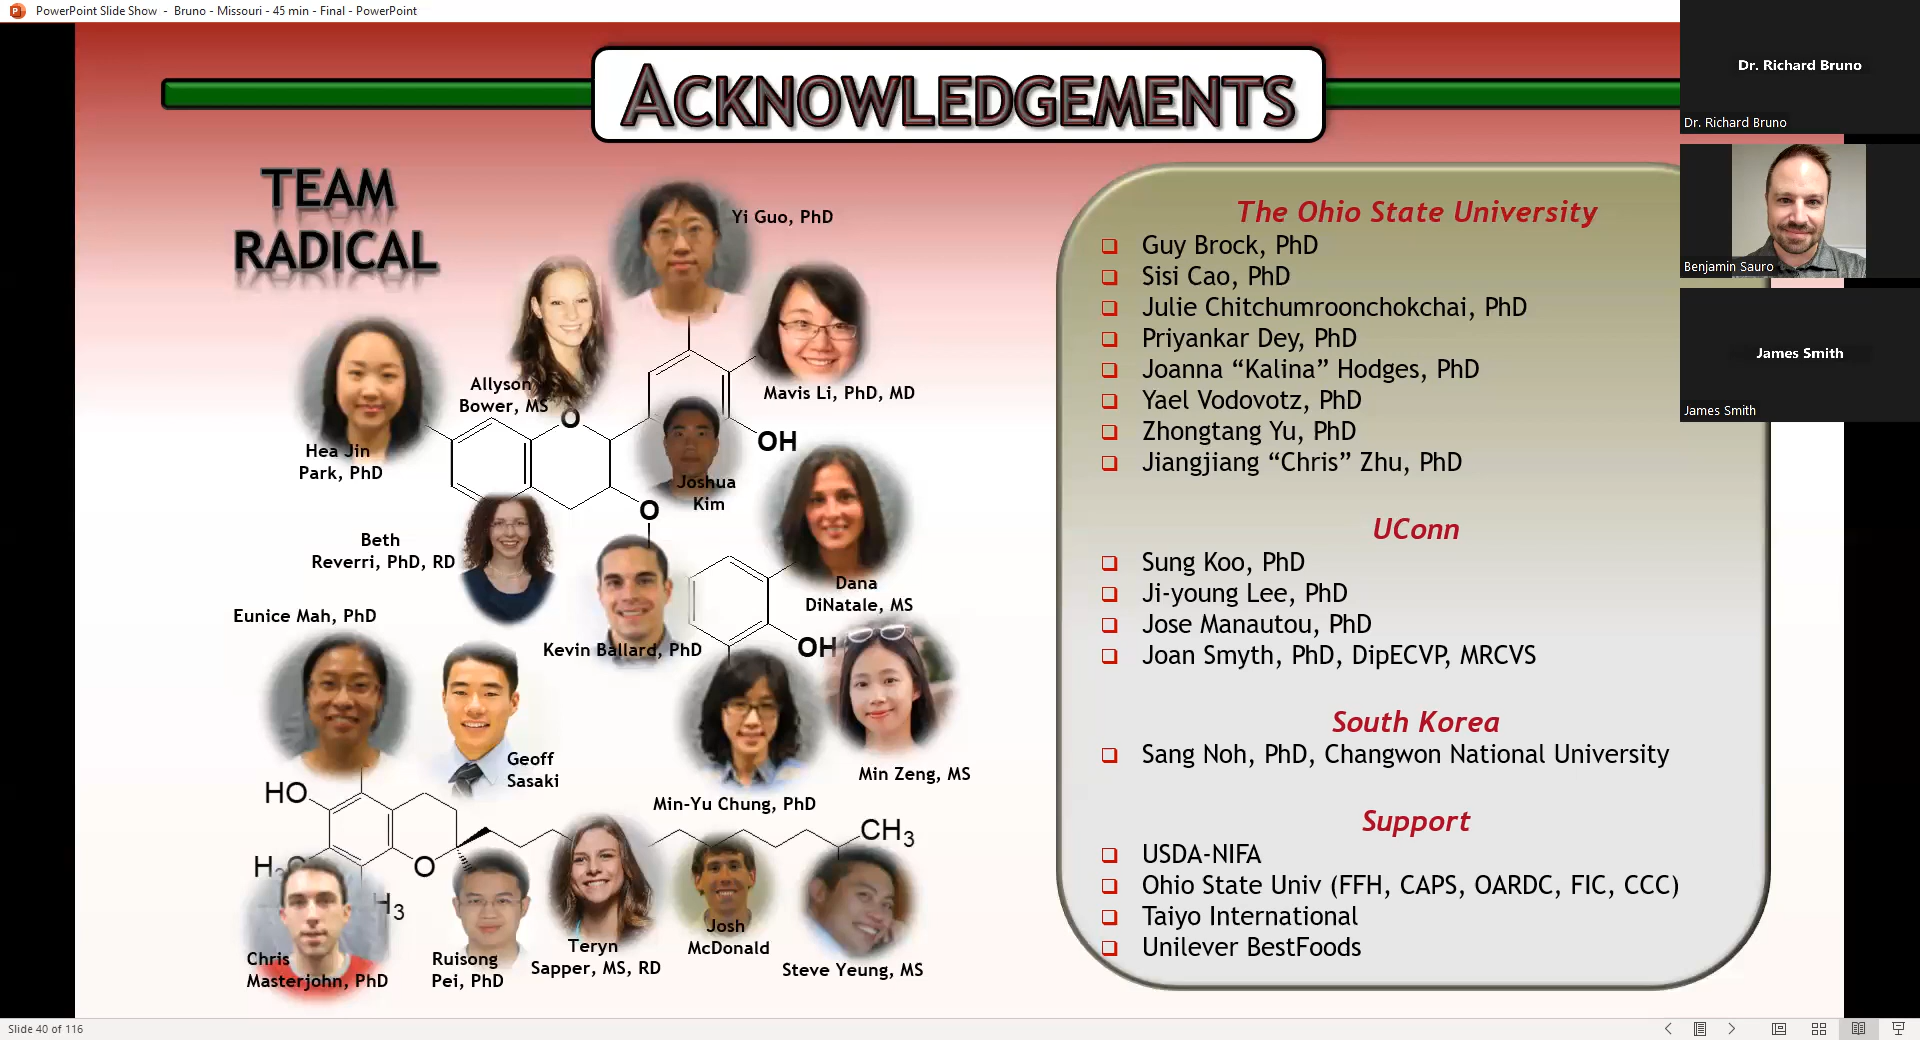 PowerPoint Slide Show - Bruno - Missouri - 45 min - Final - PowerPoint
ACKNOWLEDGEMENTS
TEAM
RADICAL
Yi Guo, PhD
Allyson
Bower, MS
Mavis Li, PhD, MD
Hea Jin
Park, PhD
O
OH
Joshua
Kim
O
Beth
Reverri, PhD, RD
Dana
DiNatale, MS
Eunice Mah, PhD
Kevin Ballard, PhD
OH
Geoff
Sasaki
Min Zeng, MS
HO
Min-Yu Chung, PhD
CH3
O
H3
Chris
Masterjohn, PhD
Ruisong
Pei, PhD
Teryn
Sapper, MS, RD
Josh
McDonald
Steve Yeung, MS
The Ohio State University
Guy Brock, PhD
Sisi Cao, PhD
Julie Chitchumroonchokchai, PhD
Priyankar Dey, PhD
Joanna “Kalina” Hodges, PhD
Yael Vodovotz, PhD
Zhongtang Yu, PhD
Jiangjiang “Chris” Zhu, PhD
UConn
Sung Koo, PhD
Ji-young Lee, PhD
Jose Manautou, PhD
Joan Smyth, PhD, DipECVP, MRCVS
South Korea
Sang Noh, PhD, Changwon National University
Support
USDA-NIFA
Ohio State Univ (FFH, CAPS, OARDC, FIC, CCC)
Taiyo International
Unilever BestFoods
Dr. Richard Bruno
Dr. Richard Bruno
Benjamin Sauro
James Smith
James Smith
Slide 40 of 116